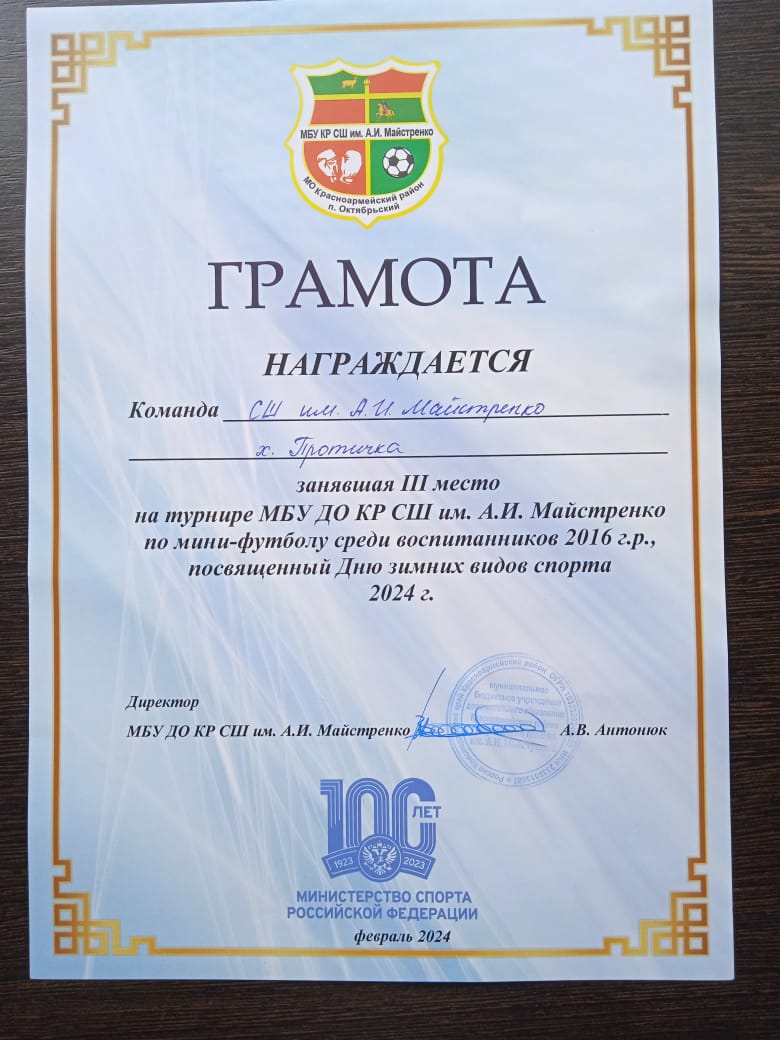 МБУ КР СШ им. А.И. Майстренко
МО Красноармейский район
п. Октябрьский
ГРАМОТА
НАГРАЖДАЕТСЯ
Команда СШ им. А.И. Майстренко
х. Протичка
занявшая III место
на турнире МБУ ДО КР СШ им. А.И. Майстренко
по мини-футболу среди воспитанников 2016 г.р.,
посвященный Дню зимних видов спорта
2024 г.
Директор
МБУ ДО КР СШ им. А.И. Майстренко А.В. Антонюк
муниципальное
бюджетное учреждение
100 ЛЕТ
1923 2023
МИНИСТЕРСТВО СПОРТА
РОССИЙСКОЙ ФЕДЕРАЦИИ
февраль 2024